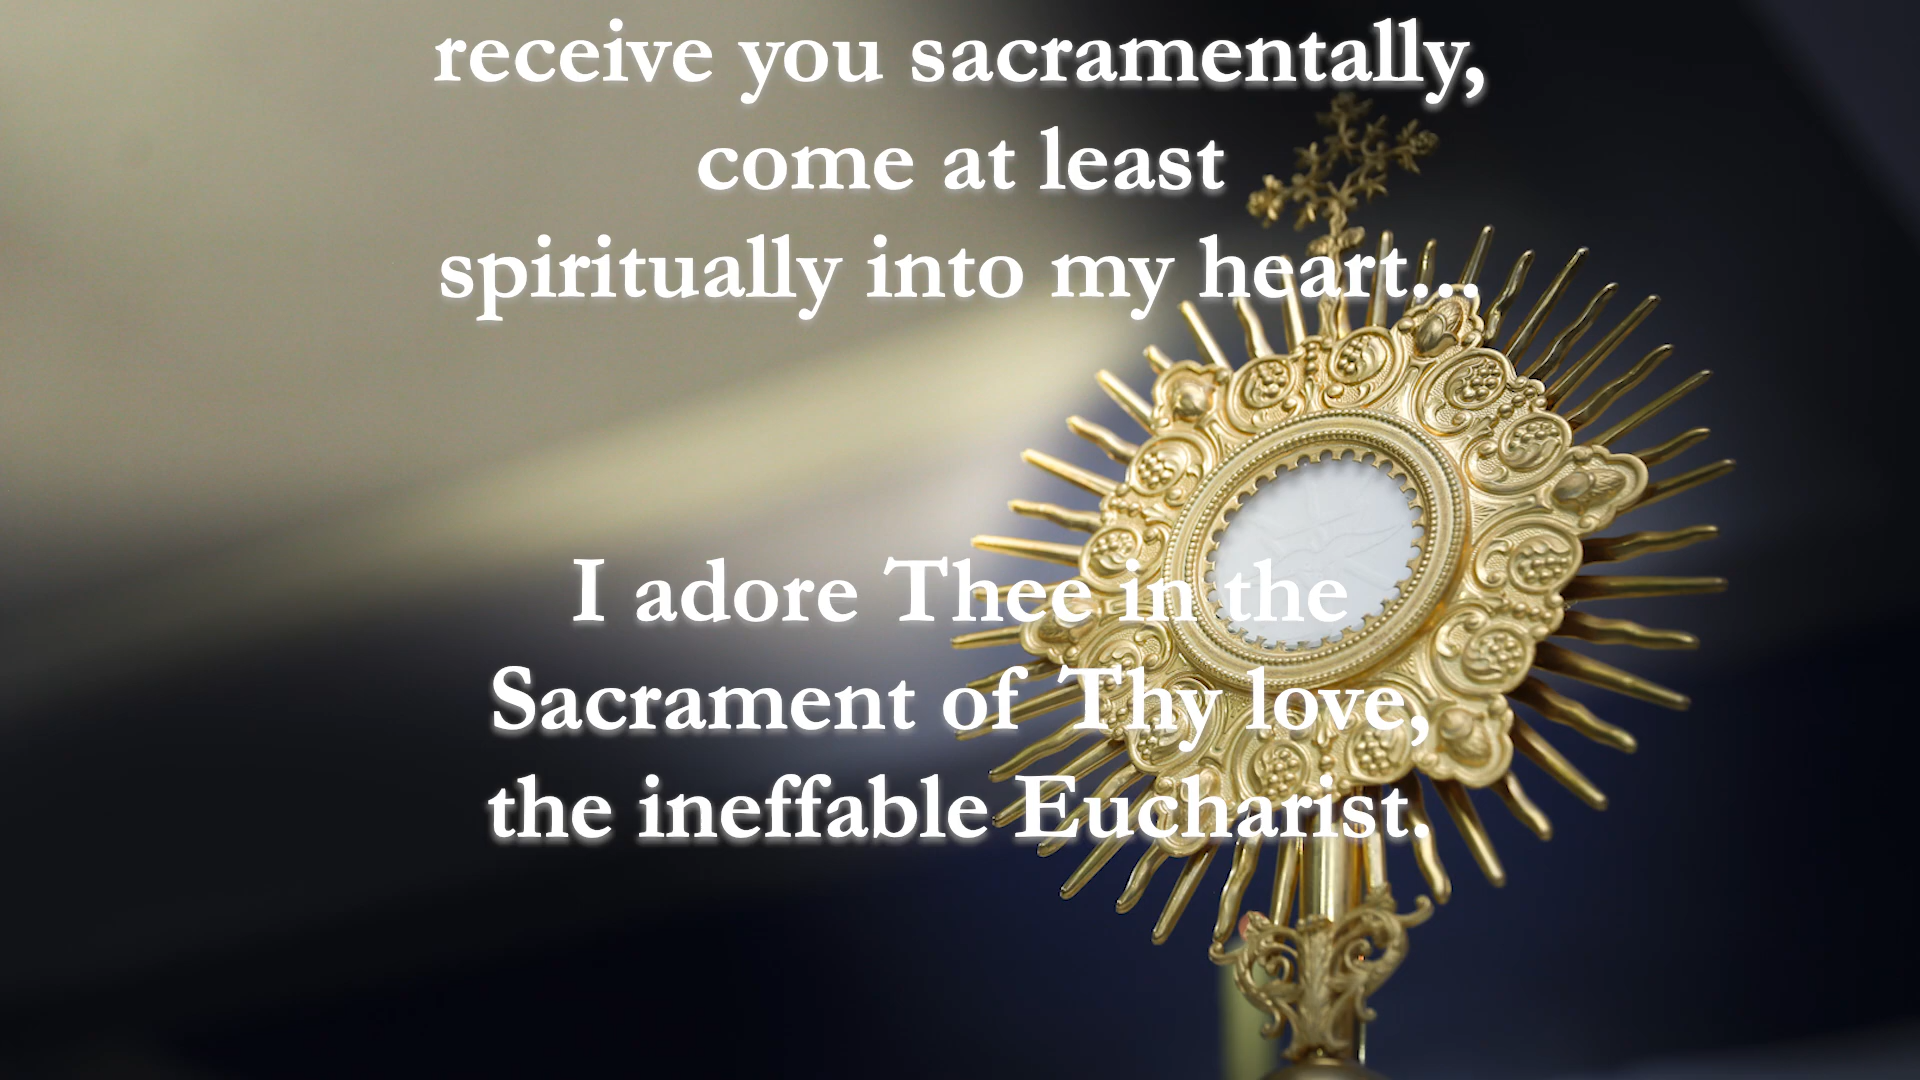 receive you sacramentally,
come at least
spiritually into my heart...
I adore Thee in the
Sacrament of Thy love,
the ineffable Eucharist.